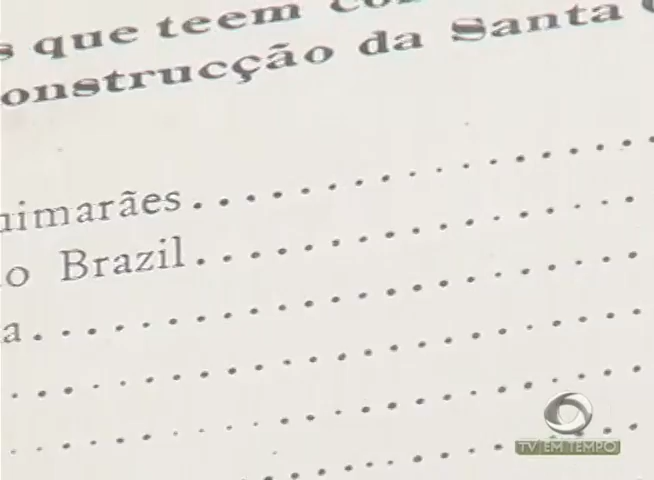 que teem
onstrucção da Santa
uimarães
o Brazil
a
TV EM TEMPO